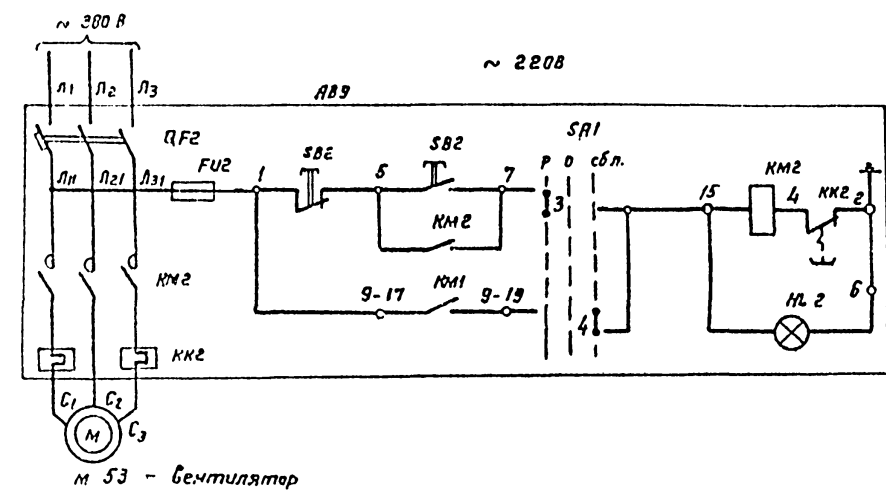 ~ 380 В
~ 220В
Л1 Л2 Л3
АВ9
QF2
SA1
SB2
SB2
FU2
Р О сбл.
КМ2
КК2
Л11 Л21 Л31
1
5
7
3
15
4
2
КМ2
КМ2
9-17
КМ1
9-19
4
6
HL 2
КК2
С1 С2 С3
М
М 53 - Вентилятор